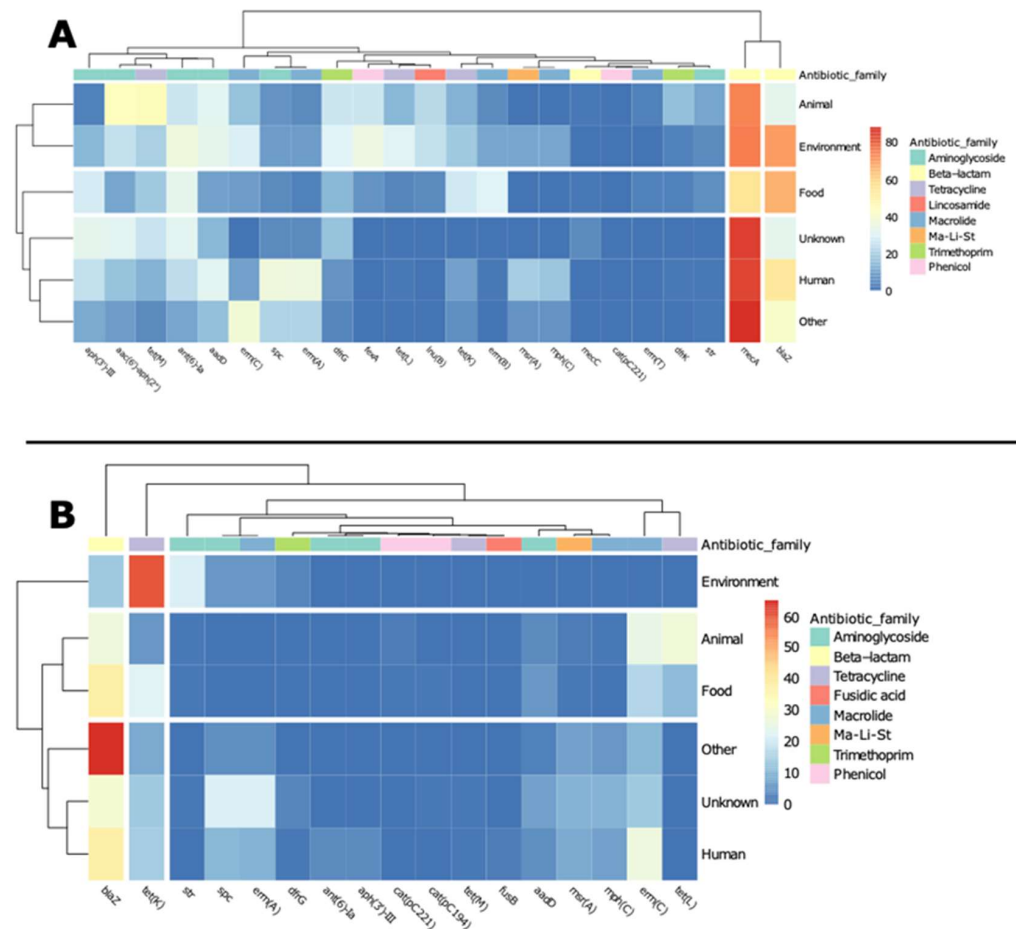 A
Antibiotic_family
Animal
Environment
Food
Unknown
Human
Other
80
60
40
20
0
Antibiotic_family
Aminoglycoside
Beta−lactam
Tetracycline
Lincosamide
Macrolide
Ma-Li-St
Trimethoprim
Phenicol
aph(3')-III
aac(6')-aph(2'')
tet(M)
ant(6)-Ia
aadD
erm(C)
spc
erm(A)
dfrG
fexA
tet(L)
lnu(B)
tet(K)
erm(B)
msr(A)
mph(C)
mecC
cat(pC221)
erm(T)
dfrK
str
mecA
blaZ
B
Antibiotic_family
Environment
Animal
Food
Other
Unknown
Human
60
50
40
30
20
10
0
Antibiotic_family
Aminoglycoside
Beta−lactam
Tetracycline
Fusidic acid
Macrolide
Ma-Li-St
Trimethoprim
Phenicol
blaZ
tet(K)
str
spc
erm(A)
dfrG
ant(6)-Ia
aph(3')-III
cat(pC221)
cat(pC194)
tet(M)
fusB
aadD
msr(A)
mph(C)
erm(C)
tet(L)